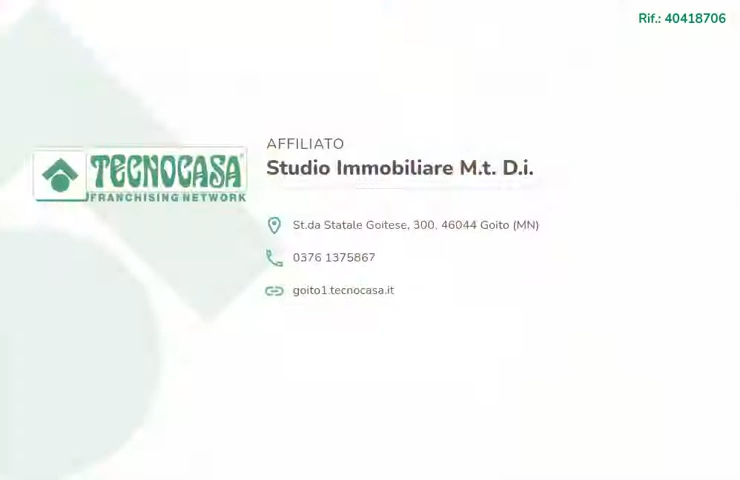 Rif.: 40418706
AFFILIATO
Studio Immobiliare M.t. D.i.
TECNOCASA
FRANCHISING NETWORK
St.da Statale Goitese, 300, 46044 Goito (MN)
0376 1375867
goito1.tecnocasa.it